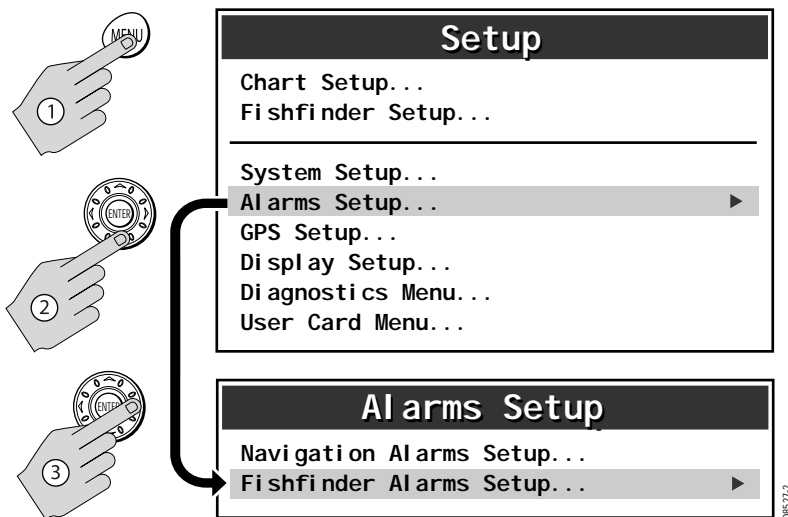 MENU
Setup
1
Chart Setup...
Fishfinder Setup...
System Setup...
Alarms Setup...
ENTER
GPS Setup...
Display Setup...
2
Diagnostics Menu...
User Card Menu...
Alarms Setup
ENTER
Navigation Alarms Setup...
3
Fishfinder Alarms Setup...